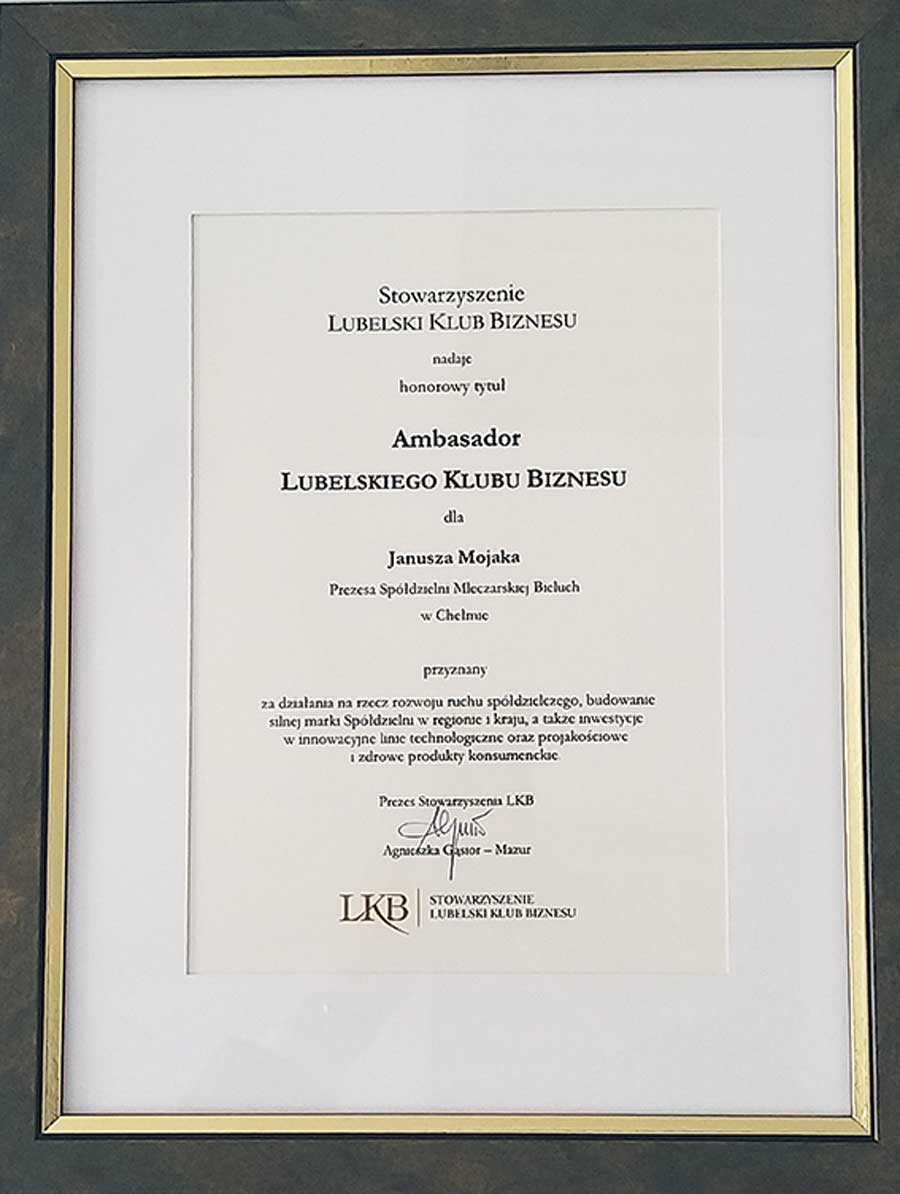 Stowarzyszenie
LUBELSKI KLUB BIZNESU
nadaje
honorowy tytuł
Ambasador
LUBELSKIEGO KLUBU BIZNESU
dla
Janusza Mojaka
Prezesa Spółdzielni Mleczarskiej Bieluch
w Chełmie
przyznany
za działania na rzecz rozwoju ruchu spółdzielczego, budowanie
silnej marki Spółdzielni w regionie i kraju, a także inwestycje
w innowacyjne linie technologiczne oraz projakościowe
i zdrowe produkty konsumenckie.
Prezes Stowarzyszenia LKB
Agnieszka Gąsior – Mazur
LKB
STOWARZYSZENIE
LUBELSKI KLUB BIZNESU